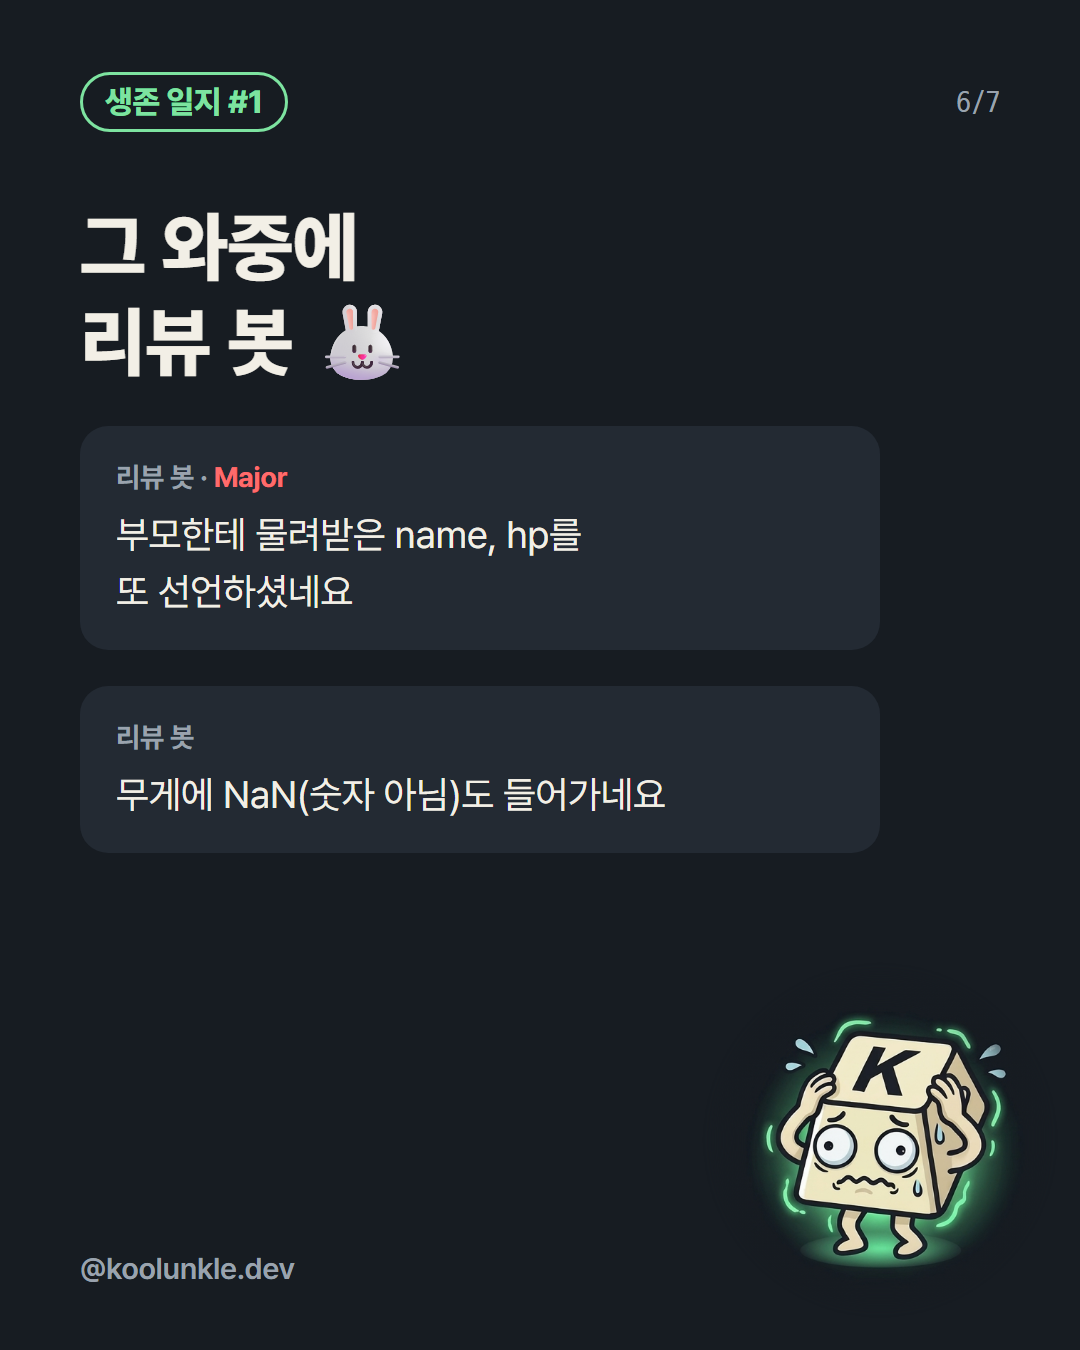 생존 일지 #1
6/7
그 와중에
리뷰 봇 🐰
리뷰 봇 · Major
부모한테 물려받은 name, hp를
또 선언하셨네요
리뷰 봇
무게에 NaN(숫자 아님)도 들어가네요
K
@koolunkle.dev